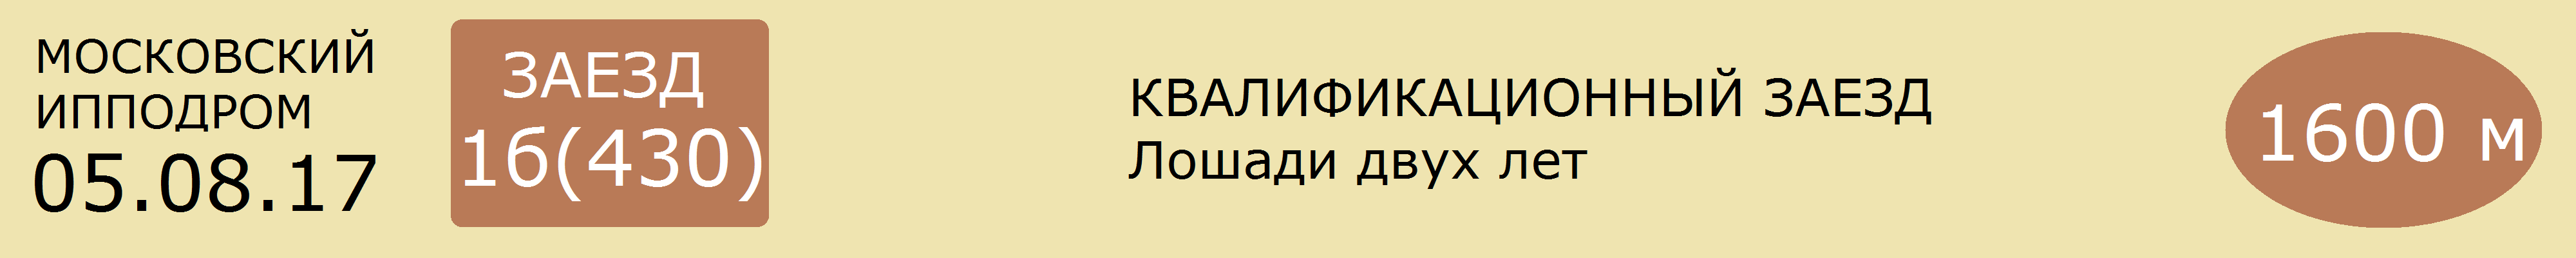 МОСКОВСКИЙ
ИППОДРОМ
05.08.17
ЗАЕЗД
16(430)
КВАЛИФИКАЦИОННЫЙ ЗАЕЗД
Лошади двух лет
1600 м